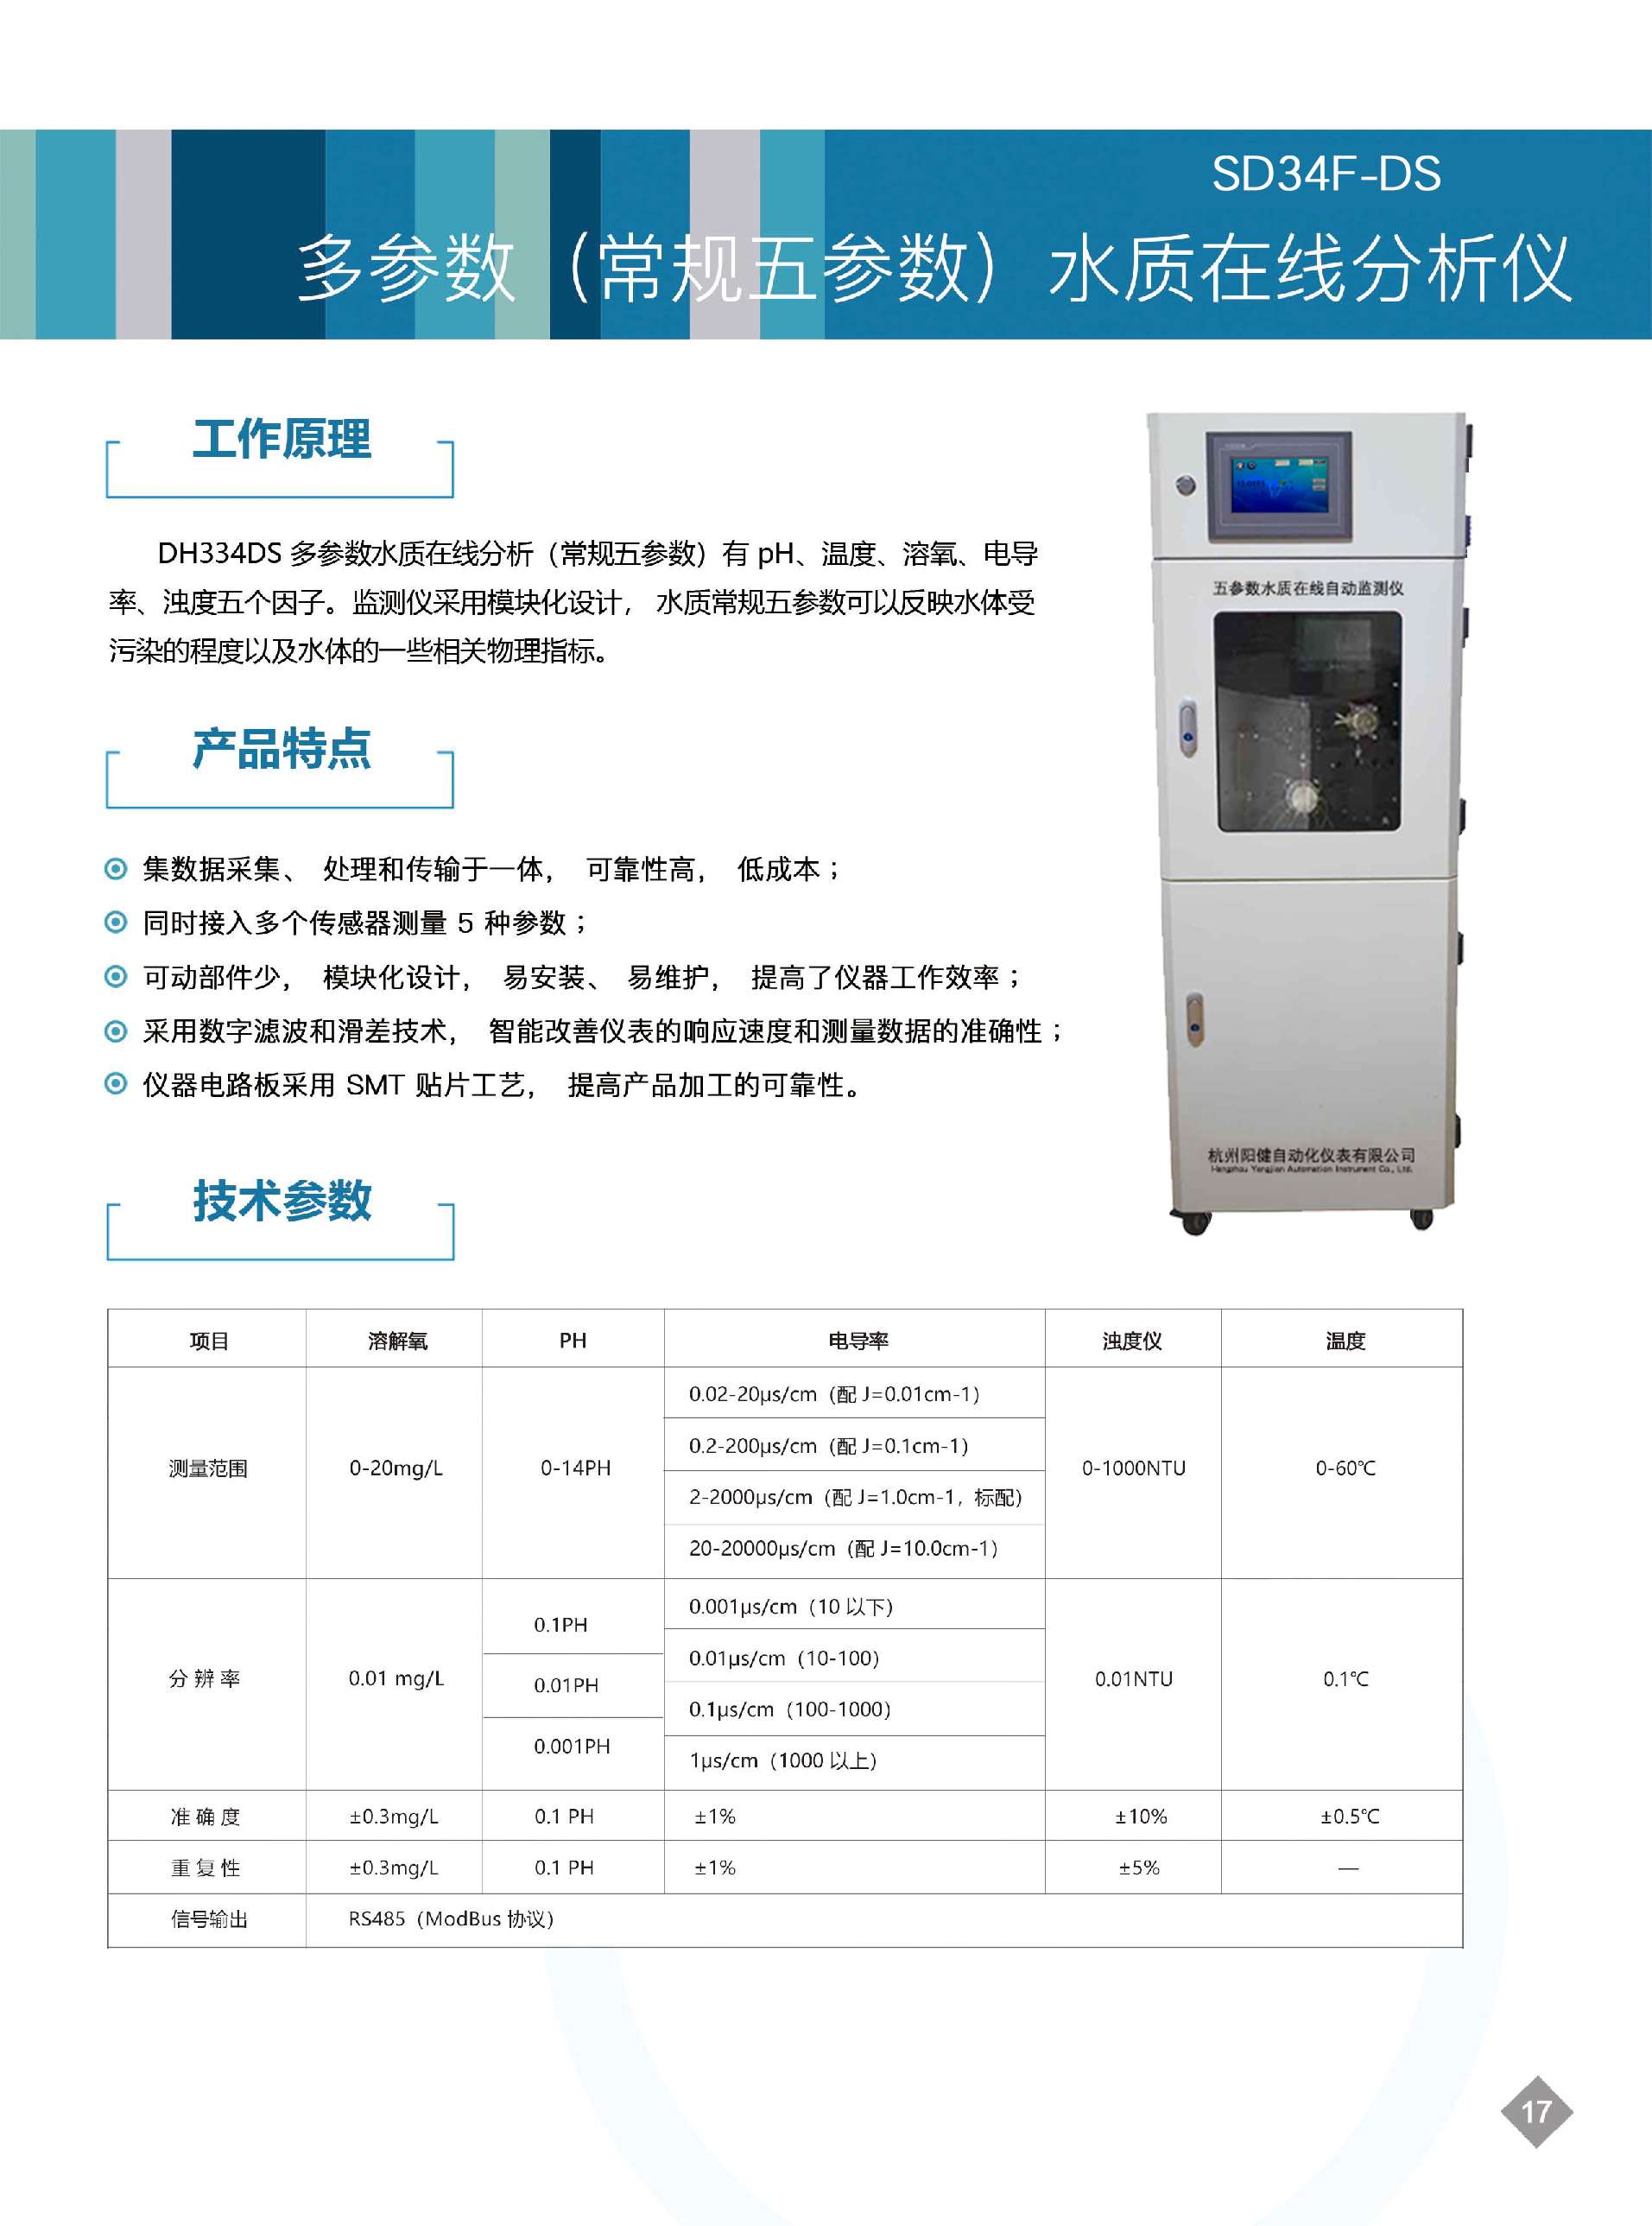 SD34F-DS
多参数（常规五参数）水质在线分析仪
工作原理
DH334DS 多参数水质在线分析（常规五参数）有 pH、温度、溶氧、电导
率、浊度五个因子。监测仪采用模块化设计， 水质常规五参数可以反映水体受
污染的程度以及水体的一些相关物理指标。
产品特点
集数据采集、 处理和传输于一体， 可靠性高， 低成本；
同时接入多个传感器测量 5 种参数；
可动部件少， 模块化设计， 易安装、 易维护， 提高了仪器工作效率；
采用数字滤波和滑差技术， 智能改善仪表的响应速度和测量数据的准确性；
仪器电路板采用 SMT 贴片工艺， 提高产品加工的可靠性。
五参数水质在线自动监测仪
杭州阳健自动化仪表有限公司
Hangzhou Yangjian Automation Instrument Co., Ltd.
技术参数
项目 溶解氧 PH 电导率 浊度仪 温度
测量范围 0-20mg/L 0-14PH 0.02-20μs/cm（配 J=0.01cm-1） 0-1000NTU 0-60℃
0.2-200μs/cm（配 J=0.1cm-1）
2-2000μs/cm（配 J=1.0cm-1，标配）
20-20000μs/cm（配 J=10.0cm-1）
分 辨 率 0.01 mg/L 0.1PH 0.001μs/cm（10 以下） 0.01NTU 0.1℃
0.01PH 0.01μs/cm（10-100）
0.001PH 0.1μs/cm（100-1000）
1μs/cm（1000 以上）
准 确 度 ±0.3mg/L 0.1 PH ±1% ±10% ±0.5℃
重 复 性 ±0.3mg/L 0.1 PH ±1% ±5% —
信号输出 RS485（ModBus 协议）
17